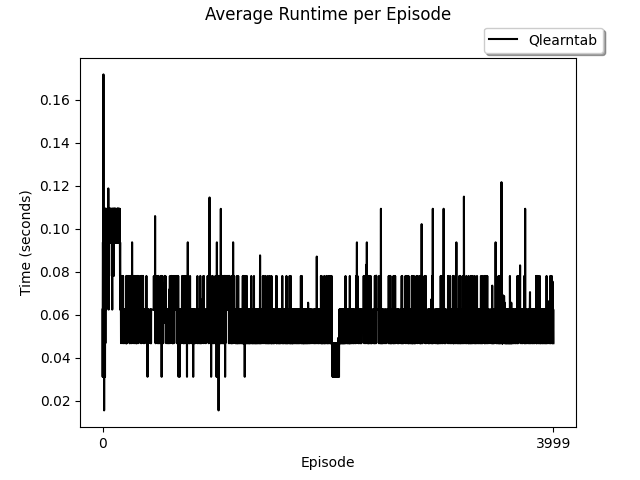 Average Runtime per Episode
Qlearntab
0.16
0.14
0.12
0.10
0.08
0.06
0.04
0.02
Time (seconds)
0
3999
Episode